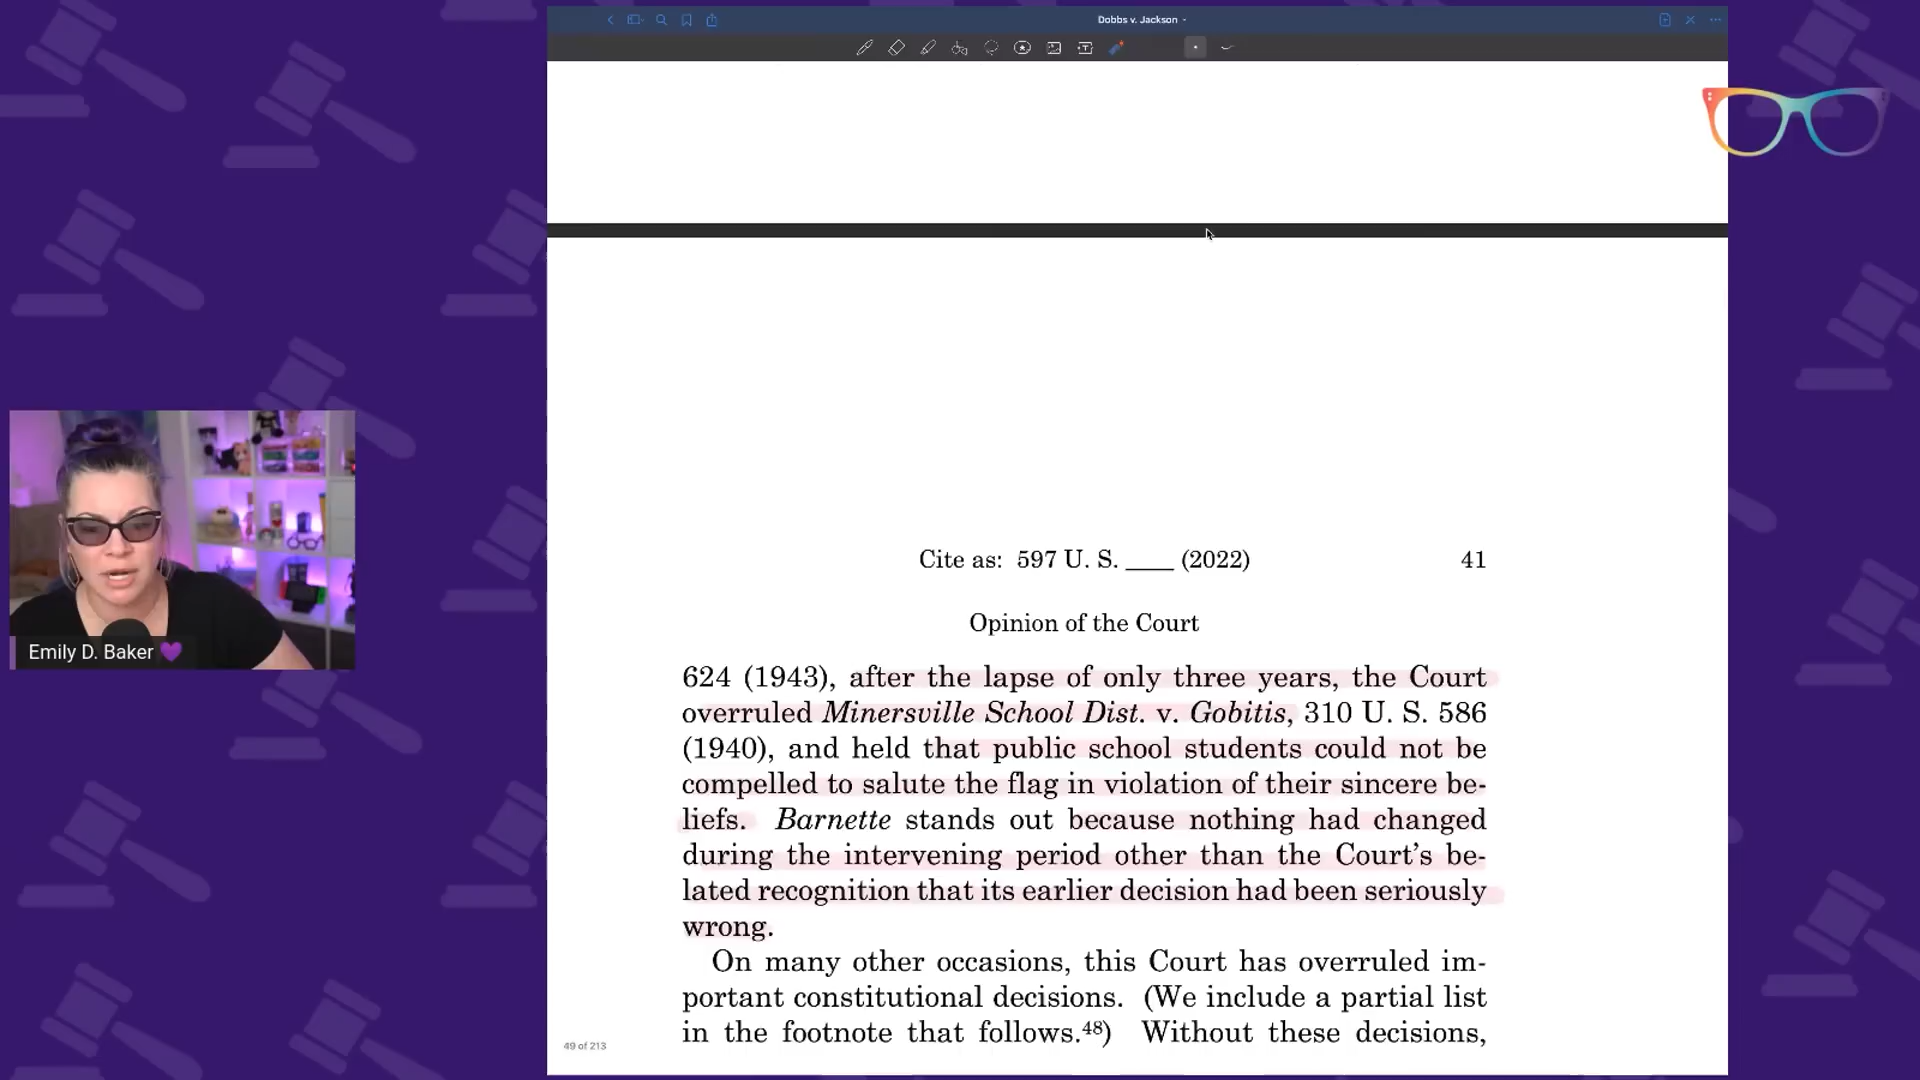 Dobbs v. Jackson
Cite as: 597 U. S. ____ (2022) 41
Opinion of the Court
624 (1943), after the lapse of only three years, the Court
overruled Minersville School Dist. v. Gobitis, 310 U. S. 586
(1940), and held that public school students could not be
compelled to salute the flag in violation of their sincere be-
liefs. Barnette stands out because nothing had changed
during the intervening period other than the Court’s be-
lated recognition that its earlier decision had been seriously
wrong.
On many other occasions, this Court has overruled im-
portant constitutional decisions. (We include a partial list
in the footnote that follows.48) Without these decisions,
49 of 213
Emily D. Baker 💜